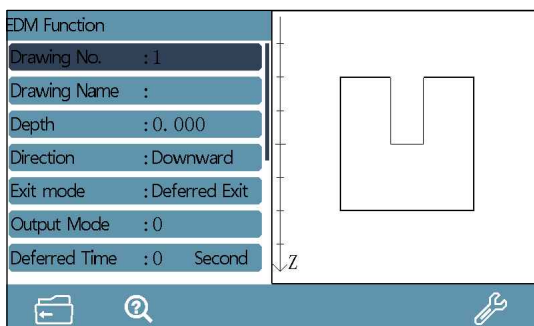 EDM Function
Drawing No. :1
Drawing Name :
Depth :0.000
Direction :Downward
Exit mode :Deferred Exit
Output Mode :0
Deferred Time :0 Second
Z